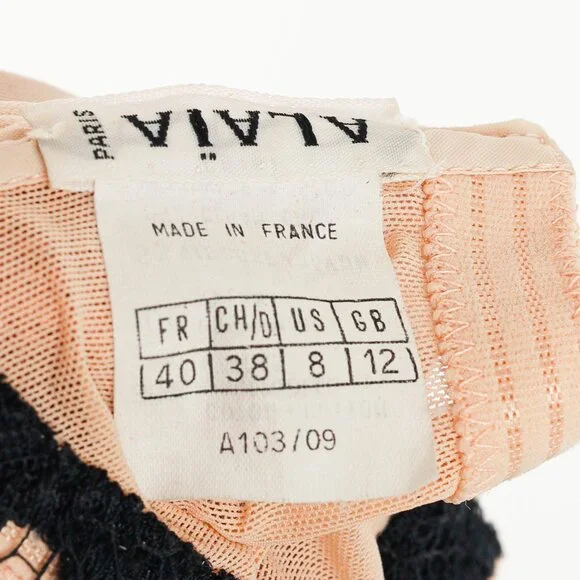 ALAÏA
PARIS
MADE IN FRANCE
FR CH/D US GB
40 38 8 12
A103/09